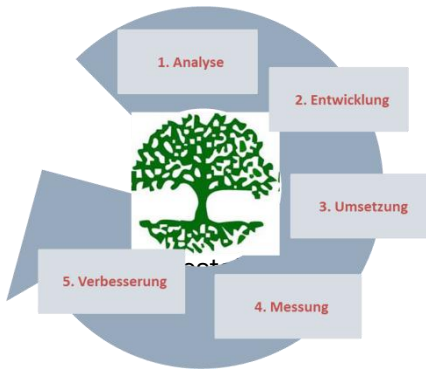 1. Analyse
2. Entwicklung
3. Umsetzung
4. Messung
5. Verbesserung